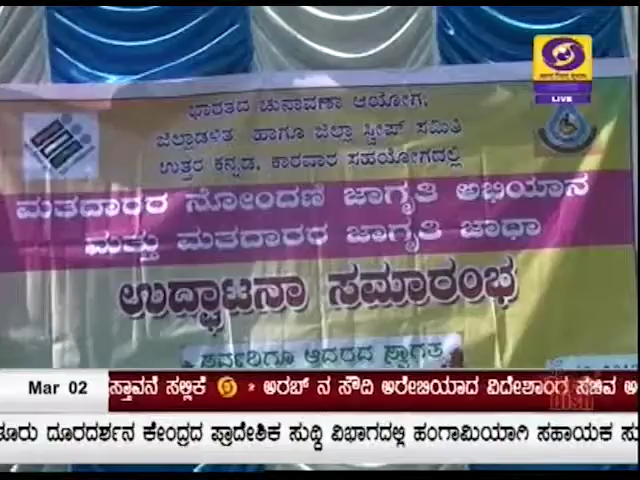 ಭಾರತದ ಚುನಾವಣಾ ಆಯೋಗ,
ಜಿಲ್ಲಾಡಳಿತ ಹಾಗೂ ಜಿಲ್ಲಾ ಸ್ವೀಪ್ ಸಮಿತಿ
ಉತ್ತರ ಕನ್ನಡ, ಕಾರವಾರ ಸಹಯೋಗದಲ್ಲಿ
ಮತದಾರರ ನೋಂದಣಿ ಜಾಗೃತಿ ಅಭಿಯಾನ
ಮತ್ತು ಮತದಾರರ ಜಾಗೃತಿ ಜಾಥಾ
ಉದ್ಘಾಟನಾ ಸಮಾರಂಭ
ಸರ್ವರಿಗೂ ಆದರದ ಸ್ವಾಗತ
LIVE
Mar 02
ಸ್ತಾವನೆ ಸಲ್ಲಿಕೆ * ಅರಬ್ ನ ಸೌದಿ ಅರೇಬಿಯಾದ ವಿದೇಶಾಂಗ ಸಚಿವ ಅ
ೂರು ದೂರದರ್ಶನ ಕೇಂದ್ರದ ಪ್ರಾದೇಶಿಕ ಸುದ್ದಿ ವಿಭಾಗದಲ್ಲಿ ಹಂಗಾಮಿಯಾಗಿ ಸಹಾಯಕ ಸು